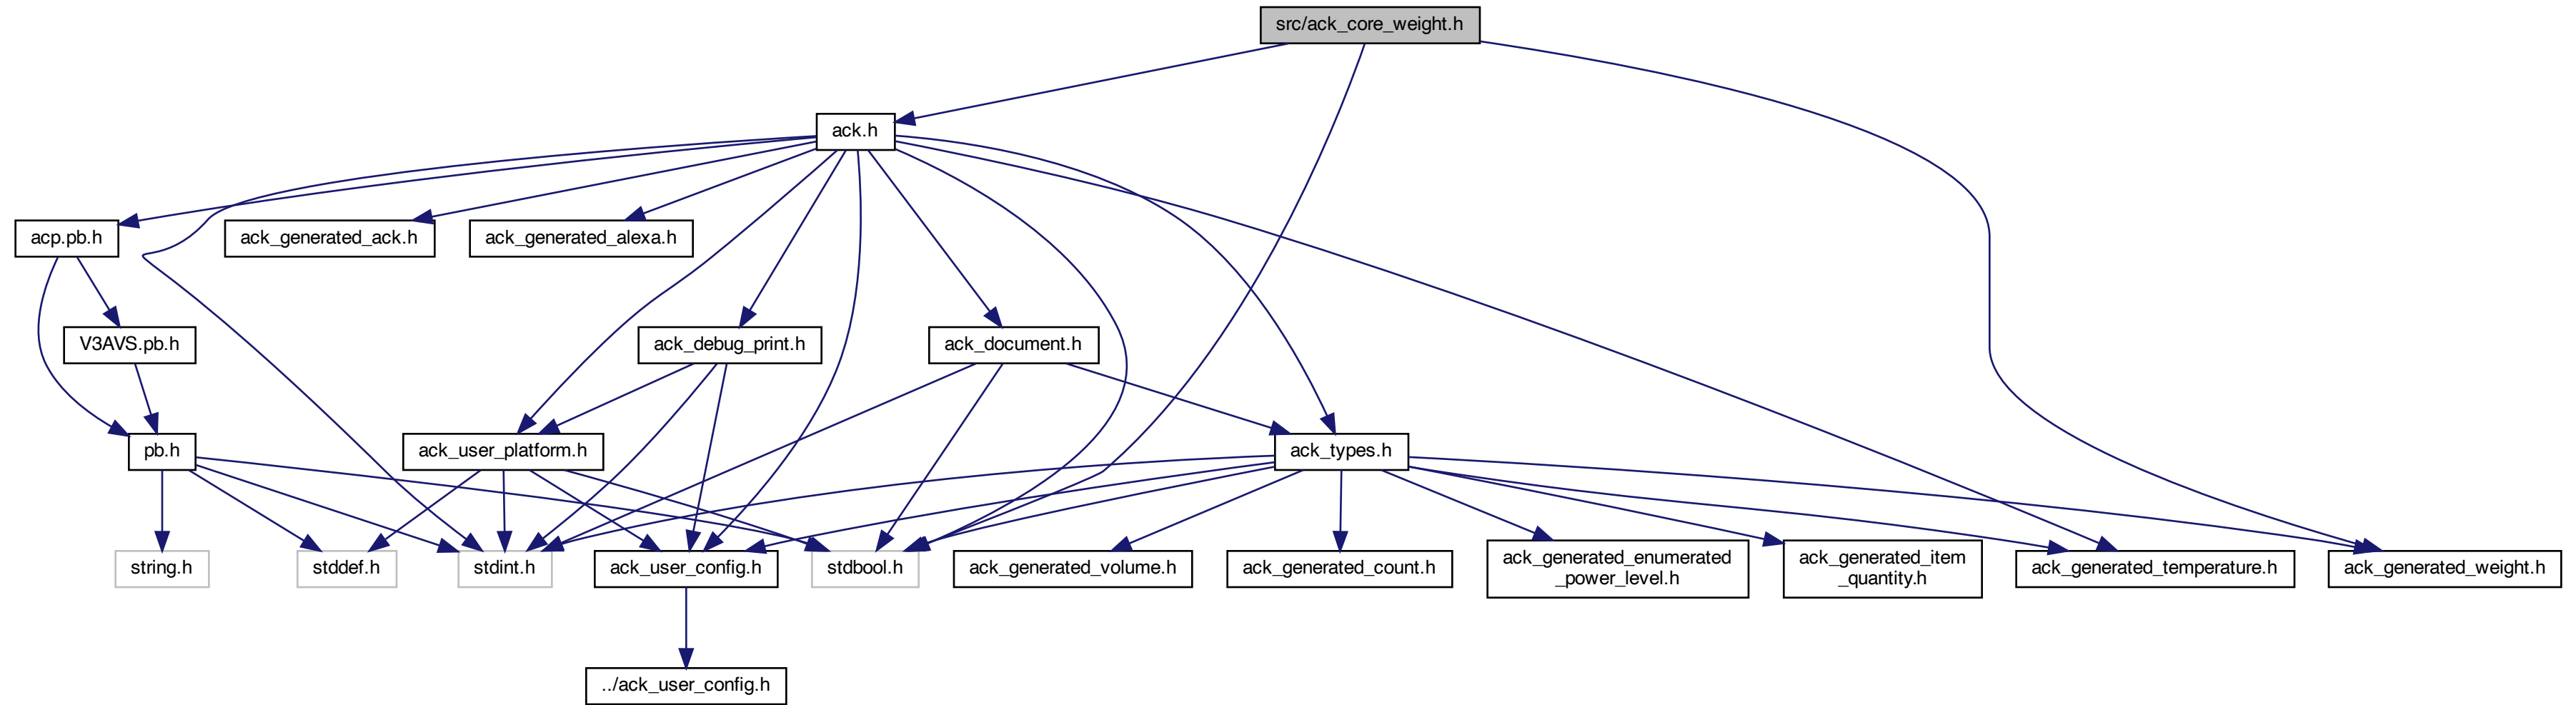 src/ack_core_weight.h
ack.h
acp.pb.h
ack_generated_ack.h
ack_generated_alexa.h
V3AVS.pb.h
ack_debug_print.h
ack_document.h
pb.h
ack_user_platform.h
ack_types.h
string.h
stddef.h
stdint.h
ack_user_config.h
stdbool.h
ack_generated_volume.h
ack_generated_count.h
ack_generated_enumerated
_power_level.h
ack_generated_item
_quantity.h
ack_generated_temperature.h
ack_generated_weight.h
../ack_user_config.h